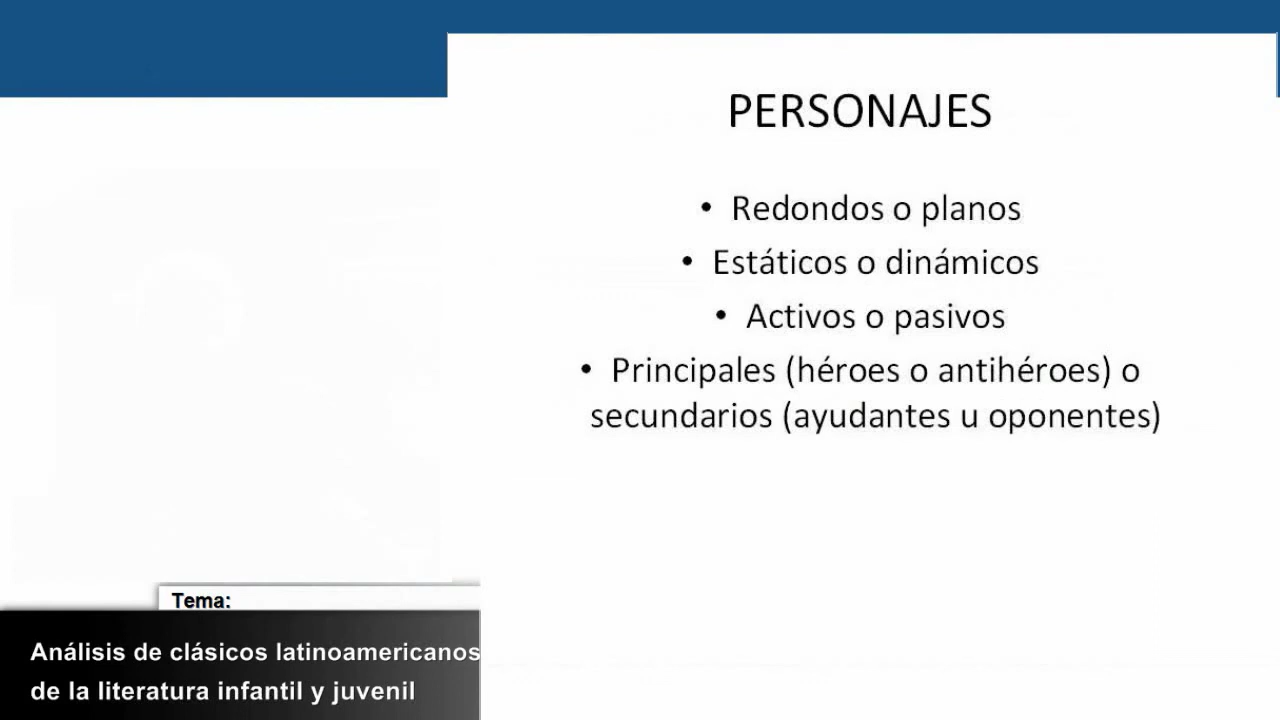 PERSONAJES
• Redondos o planos
• Estáticos o dinámicos
• Activos o pasivos
• Principales (héroes o antihéroes) o
secundarios (ayudantes u oponentes)
Tema:
Análisis de clásicos latinoamericanos
de la literatura infantil y juvenil